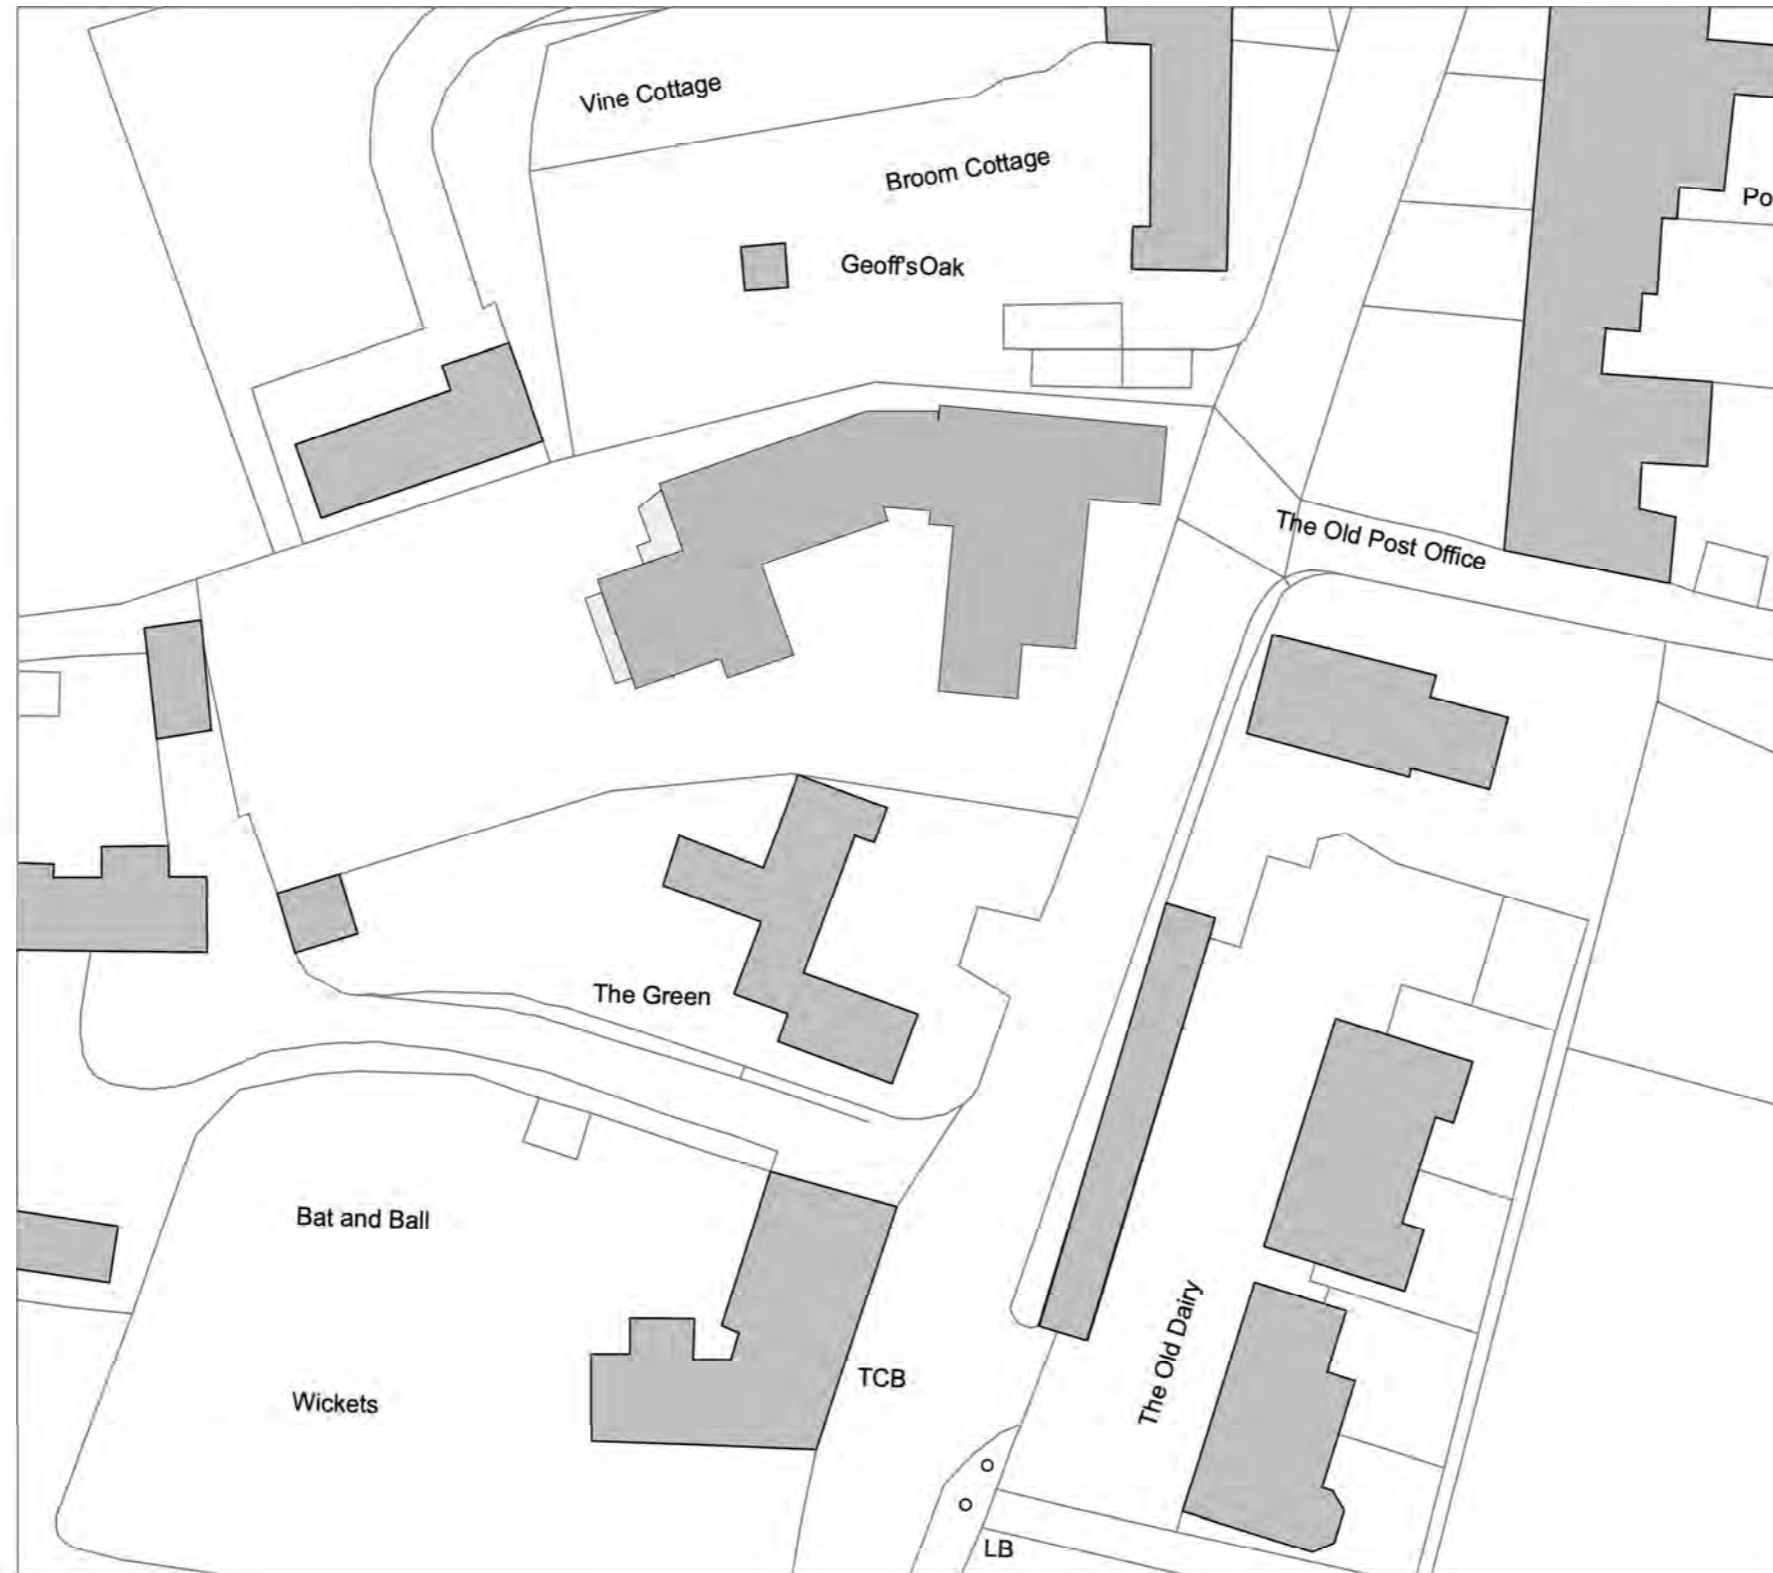 Vine Cottage
Broom Cottage
Po
Geoff'sOak
The Old Post Office
The Green
Bat and Ball
The Old Dairy
TCB
Wickets
LB